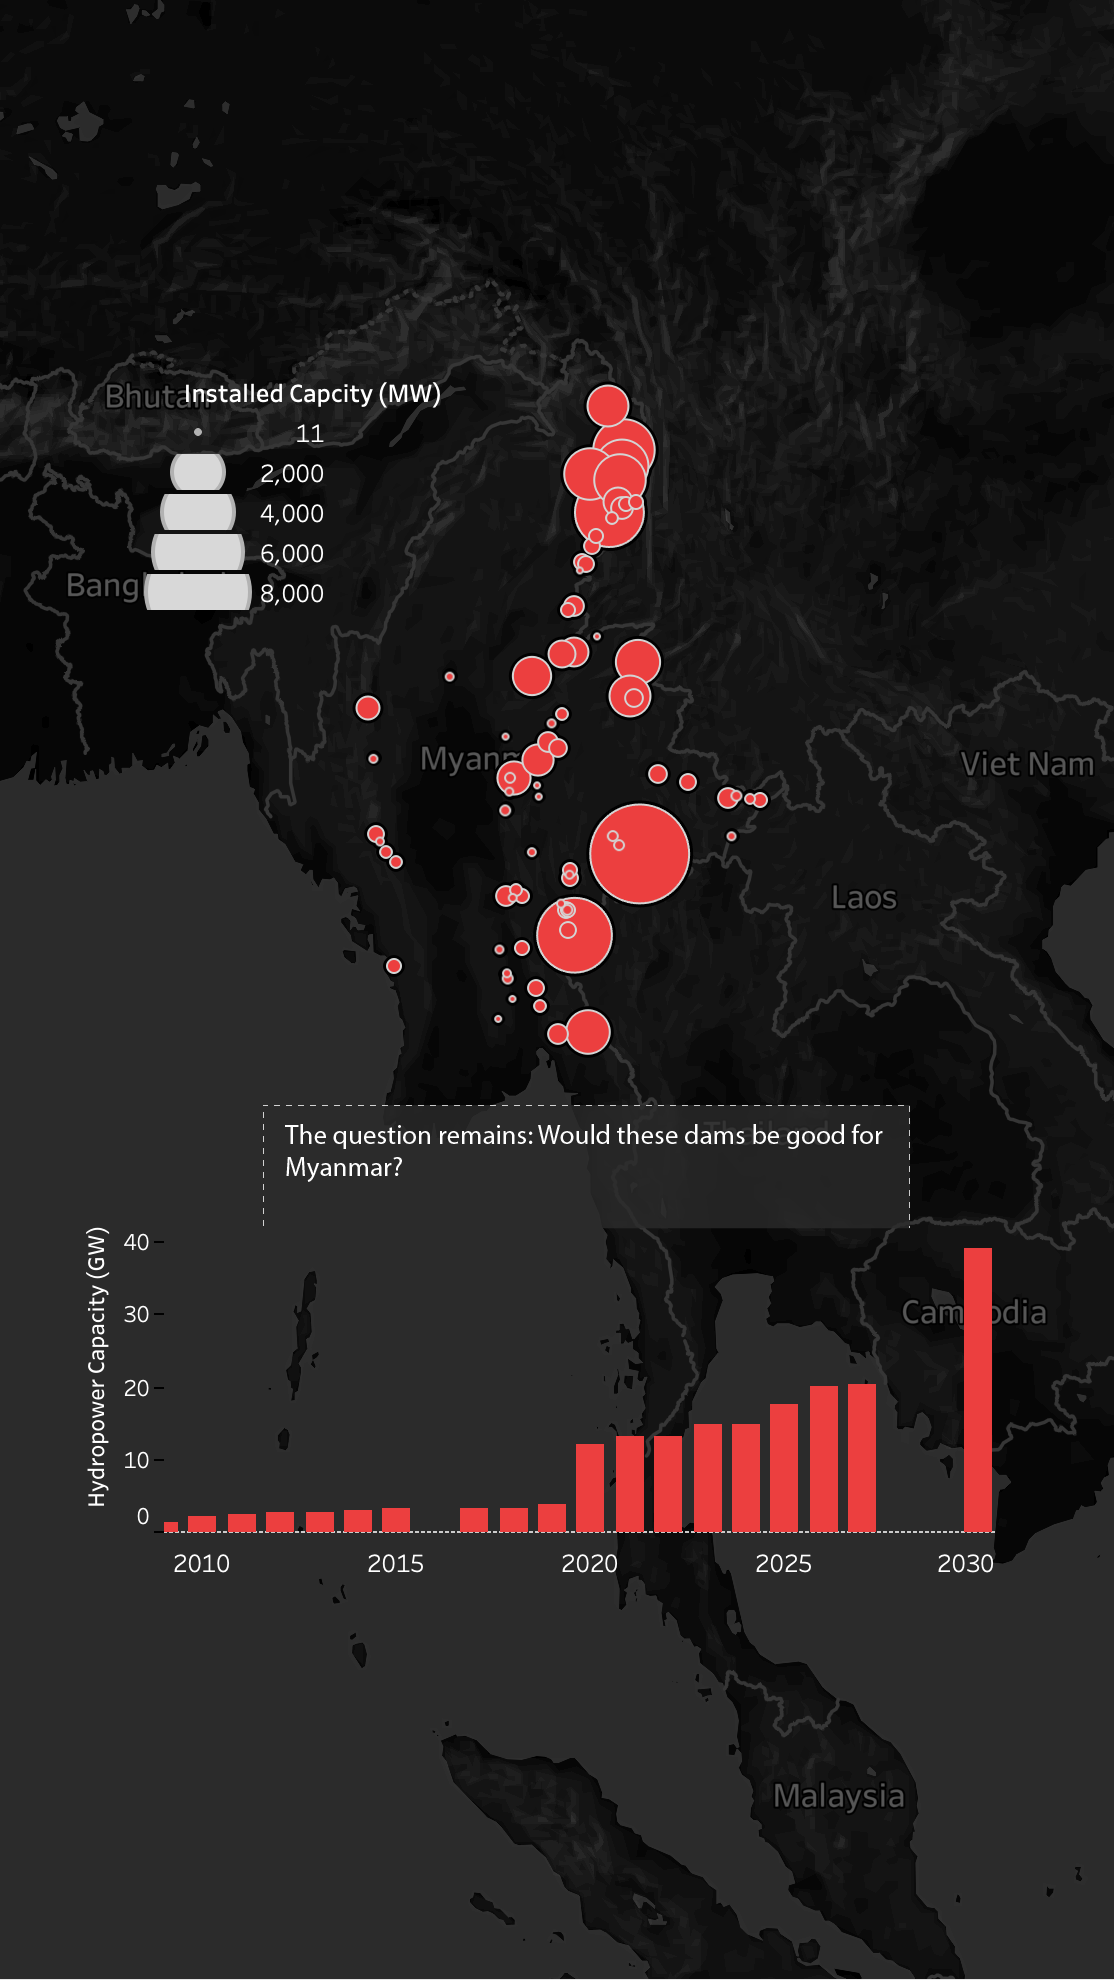 Bhutan
Installed Capcity (MW)
11
2,000
4,000
6,000
8,000
Bang
Myanm
Viet Nam
Laos
Thailand
The question remains: Would these dams be good for
Myanmar?
Hydropower Capacity (GW)
40
30
20
10
0
Cam odia
2010
2015
2020
2025
2030
Malaysia